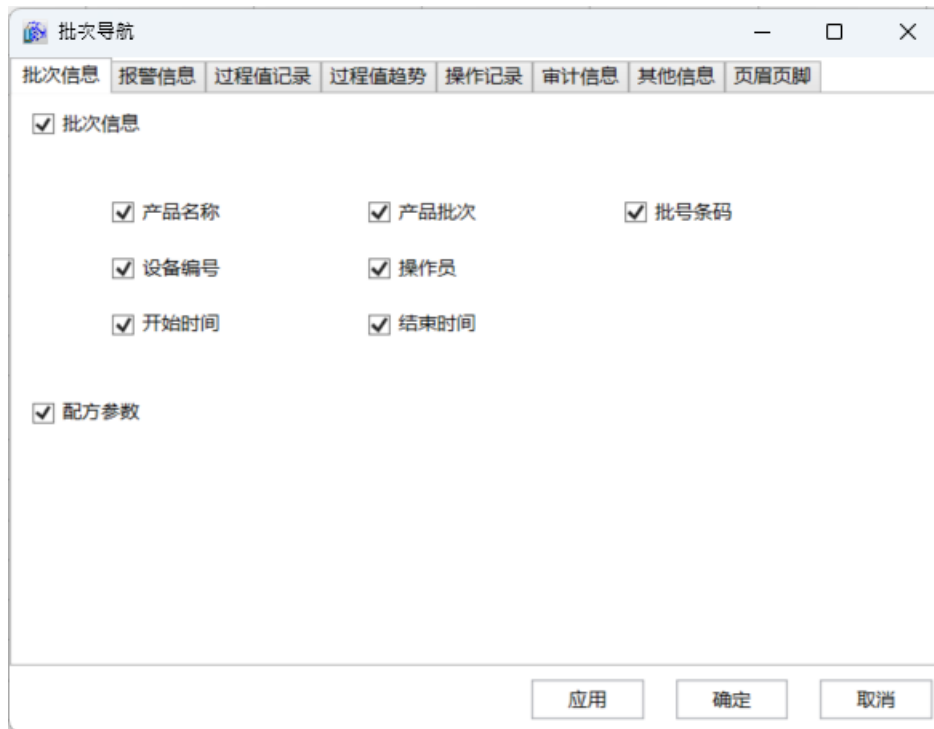 批次导航
批次信息 报警信息 过程值记录 过程值趋势 操作记录 审计信息 其他信息 页眉页脚
批次信息
产品名称 产品批次 批号条码
设备编号 操作员
开始时间 结束时间
配方参数
应用 确定 取消